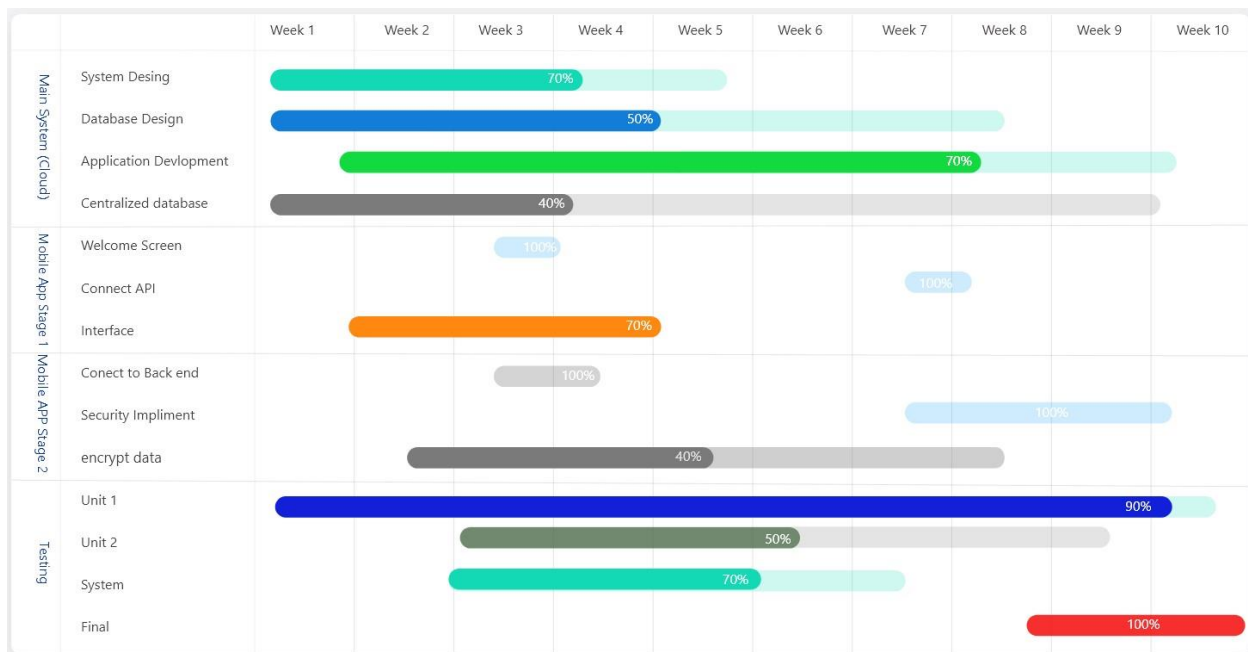 Week 1 Week 2 Week 3 Week 4 Week 5 Week 6 Week 7 Week 8 Week 9 Week 10
Main System (Cloud)
System Desing 70%
Database Design 50%
Application Devlopment 70%
Centralized database 40%
Mobile App Stage 1
Welcome Screen 100%
Connect API 100%
Interface 70%
Mobile APP Stage 2
Conect to Back end 100%
Security Impliment 100%
encrypt data 40%
Testing
Unit 1 90%
Unit 2 50%
System 70%
Final 100%